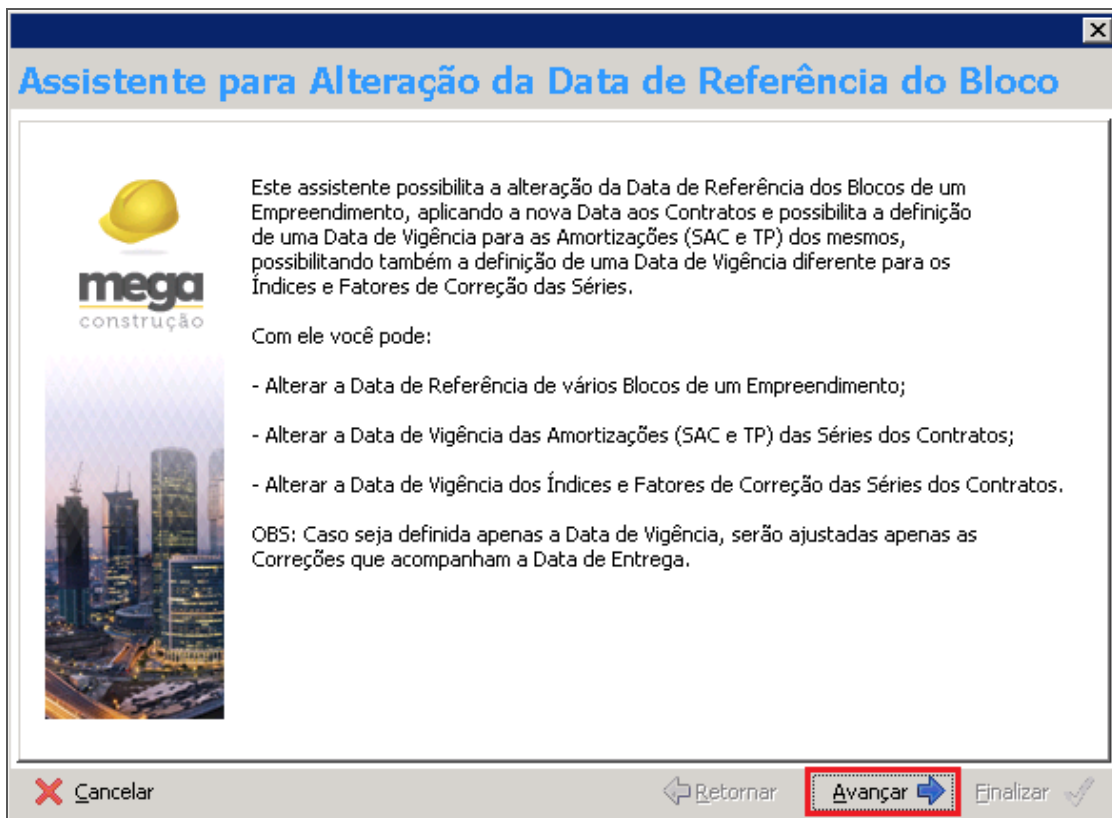 Assistente para Alteração da Data de Referência do Bloco
Este assistente possibilita a alteração da Data de Referência dos Blocos de um
Empreendimento, aplicando a nova Data aos Contratos e possibilita a definição
de uma Data de Vigência para as Amortizações (SAC e TP) dos mesmos,
possibilitando também a definição de uma Data de Vigência diferente para os
Índices e Fatores de Correção das Séries.
mega
construção
Com ele você pode:
- Alterar a Data de Referência de vários Blocos de um Empreendimento;
- Alterar a Data de Vigência das Amortizações (SAC e TP) das Séries dos Contratos;
- Alterar a Data de Vigência dos Índices e Fatores de Correção das Séries dos Contratos.
OBS: Caso seja definida apenas a Data de Vigência, serão ajustadas apenas as
Correções que acompanham a Data de Entrega.
Cancelar
Retornar
Avançar
Finalizar